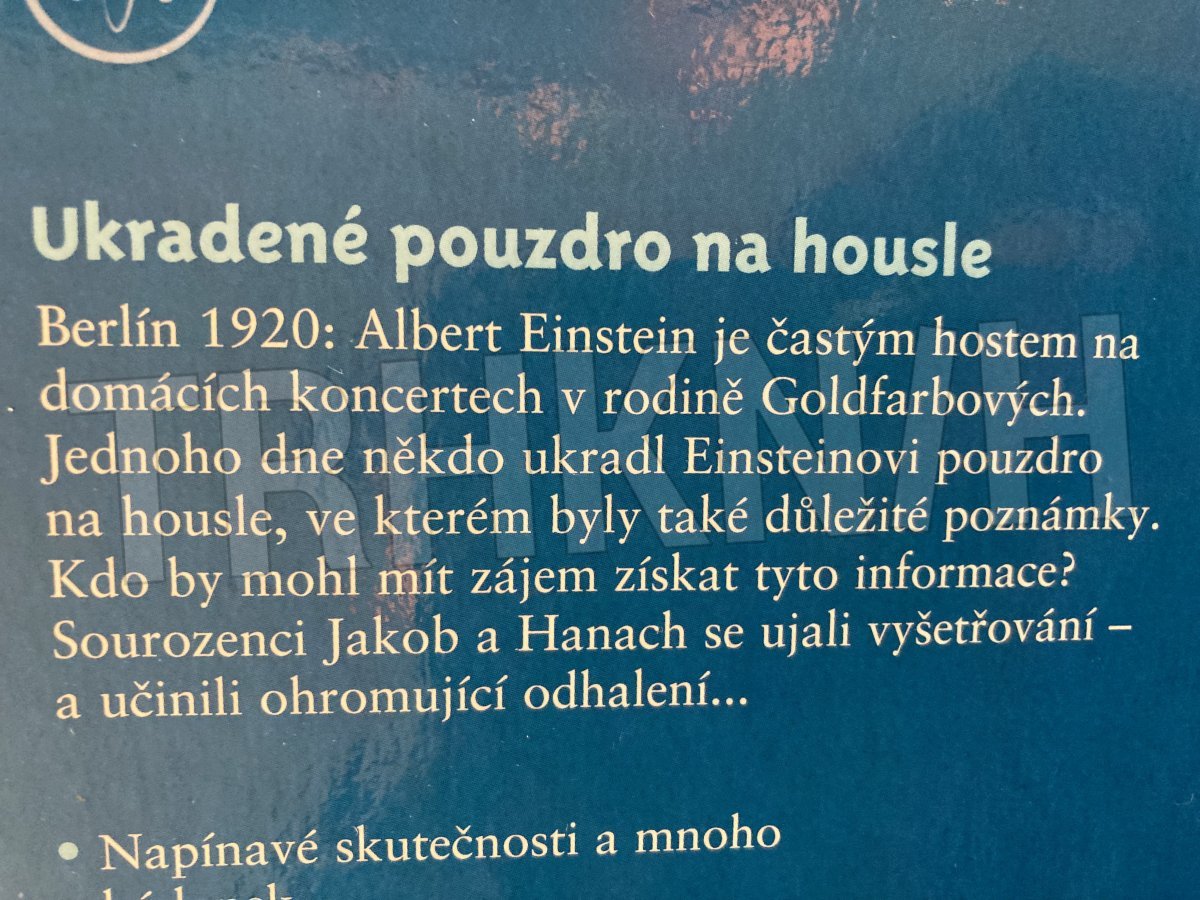 Ukradené pouzdro na housle
Berlín 1920: Albert Einstein je častým hostem na
domácích koncertech v rodině Goldfarbových.
Jednoho dne někdo ukradl Einsteinovi pouzdro
na housle, ve kterém byly také důležité poznámky.
Kdo by mohl mít zájem získat tyto informace?
Sourozenci Jakob a Hanach se ujali vyšetřování –
a učinili ohromující odhalení...
• Napínavé skutečnosti a mnoho
TRHKNIH